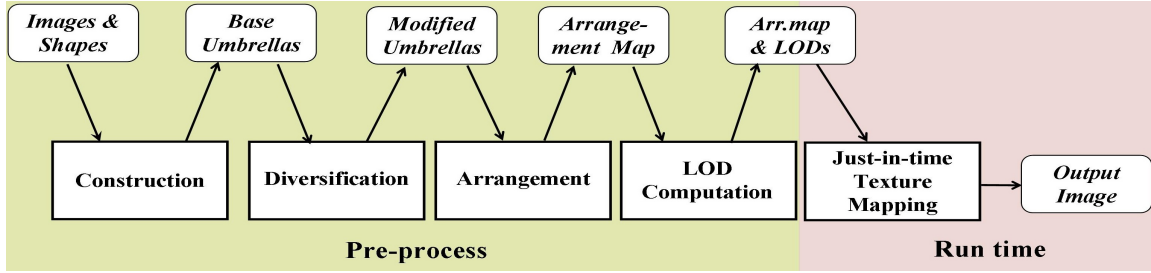 Images &
Shapes
Base
Umbrellas
Modified
Umbrellas
Arrange-
ment Map
Arr.map
& LODs
Construction
Diversification
Arrangement
LOD
Computation
Just-in-time
Texture
Mapping
Output
Image
Pre-process
Run time